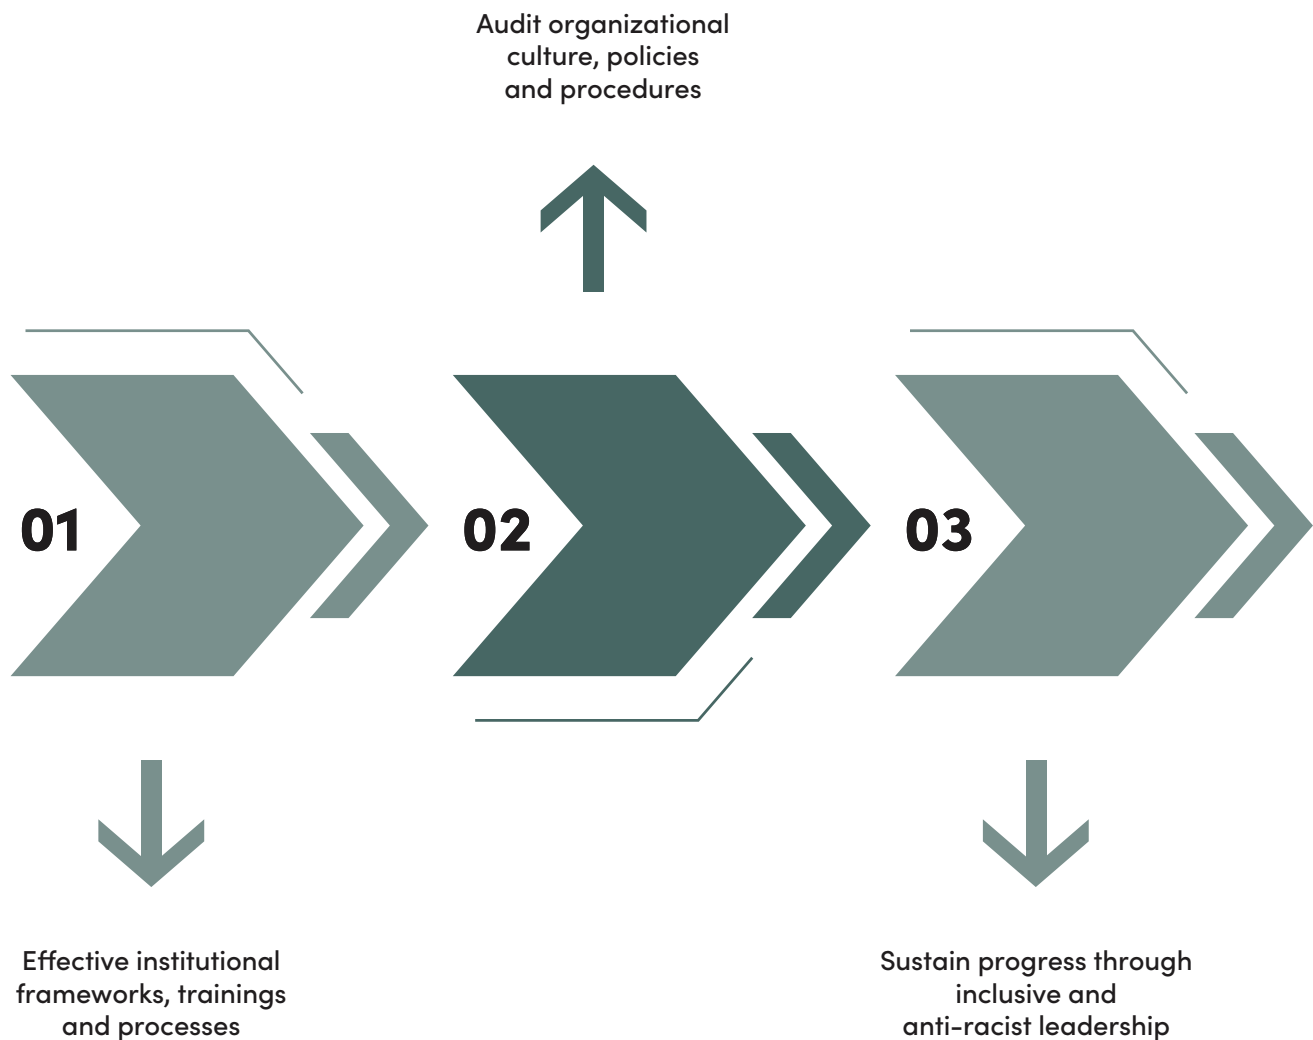 Audit organizational
culture, policies
and procedures
01
02
03
Effective institutional
frameworks, trainings
and processes
Sustain progress through
inclusive and
anti-racist leadership